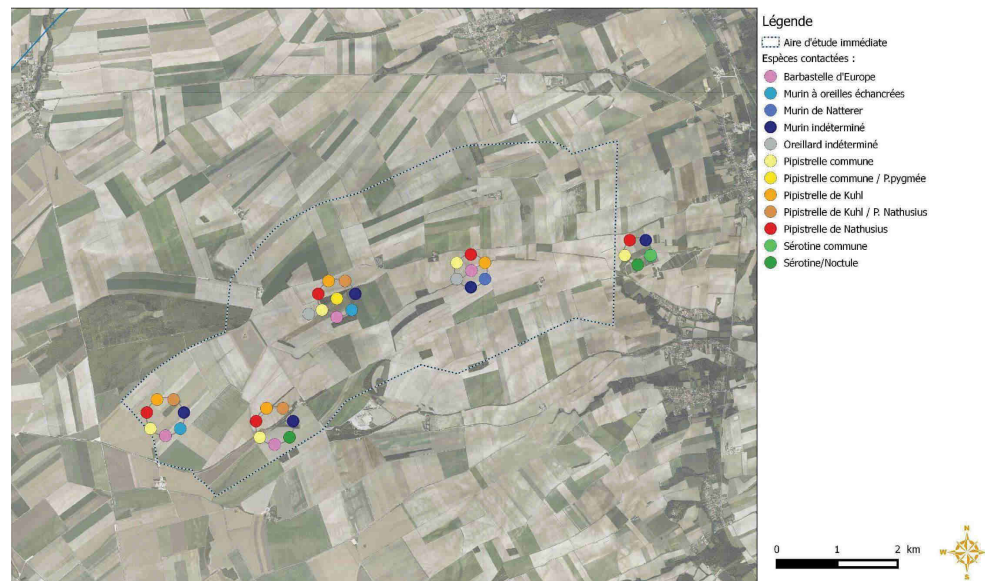 Légende
Aire d'étude immédiate
Espèces contactées :
Barbastelle d'Europe
Murin à oreilles échancrées
Murin de Natterer
Murin indéterminé
Oreillard indéterminé
Pipistrelle commune
Pipistrelle commune / P.pygmée
Pipistrelle de Kuhl
Pipistrelle de Kuhl / P. Nathusius
Pipistrelle de Nathusius
Sérotine commune
Sérotine/Noctule
0 1 2 km
N
W E
S